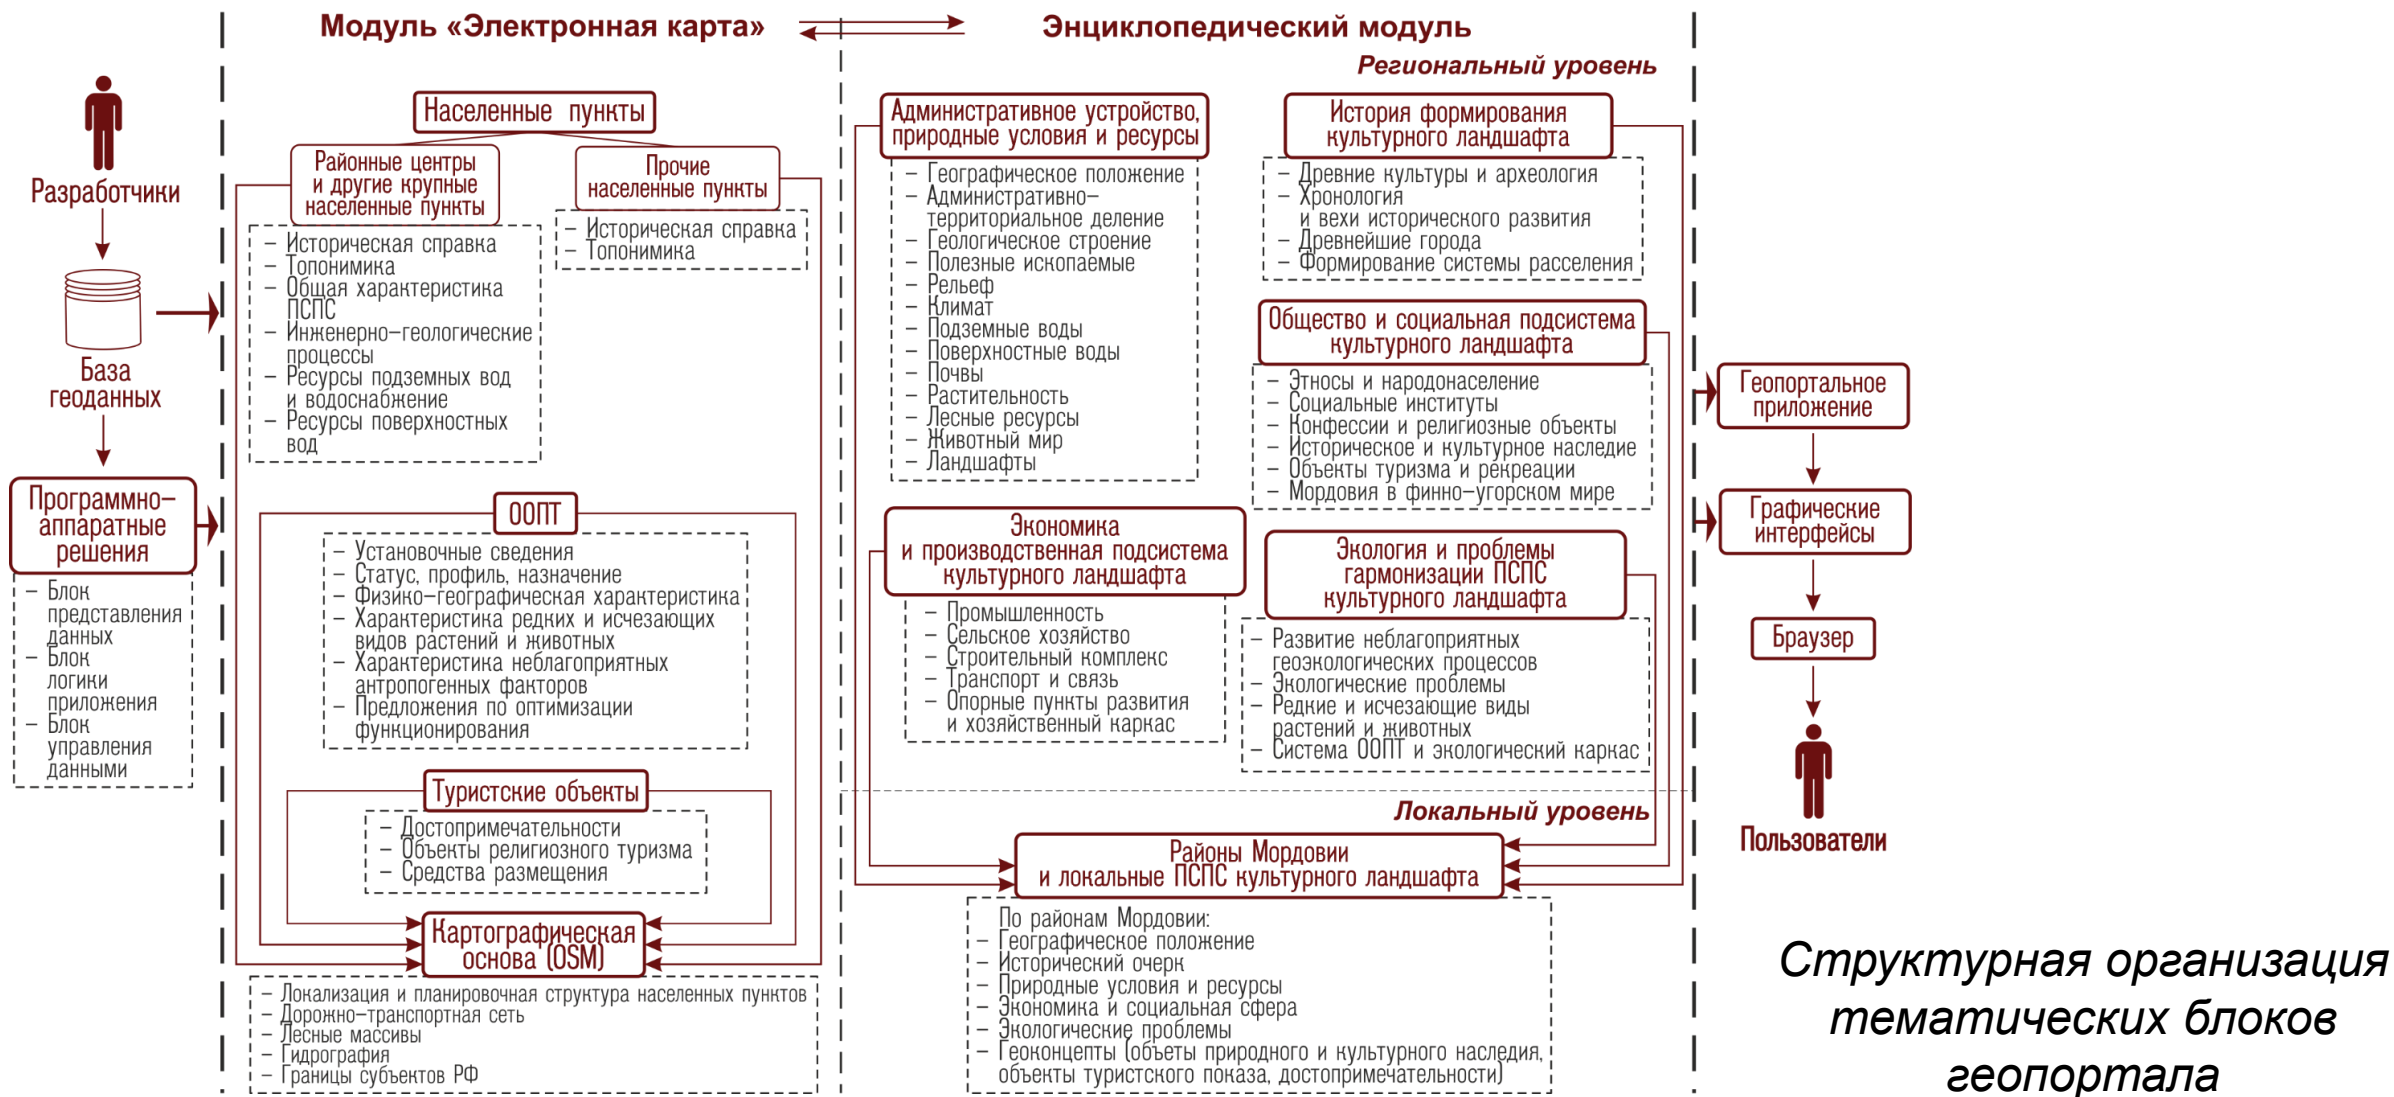 Модуль «Электронная карта»
Энциклопедический модуль
Региональный уровень
Разработчики
База
геоданных
Программно–
аппаратные
решения
– Блок
представления
данных
– Блок
логики
приложения
– Блок
управления
данными
Населенные пункты
Районные центры
и другие крупные
населенные пункты
– Историческая справка
– Топонимика
– Общая характеристика
ПСПС
– Инженерно–геологические
процессы
– Ресурсы подземных вод
и водоснабжение
– Ресурсы поверхностных
вод
Прочие
населенные пункты
– Историческая справка
– Топонимика
ООПТ
– Установочные сведения
– Статус, профиль, назначение
– Физико–географическая характеристика
– Характеристика редких и исчезающих
видов растений и животных
– Характеристика неблагоприятных
антропогенных факторов
– Предложения по оптимизации
функционирования
Туристские объекты
– Достопримечательности
– Объекты религиозного туризма
– Средства размещения
Картографическая
основа (OSM)
– Локализация и планировочная структура населенных пунктов
– Дорожно–транспортная сеть
– Лесные массивы
– Гидрография
– Границы субъектов РФ
Административное устройство,
природные условия и ресурсы
– Географическое положение
– Административно–
территориальное деление
– Геологическое строение
– Полезные ископаемые
– Рельеф
– Климат
– Подземные воды
– Поверхностные воды
– Почвы
– Растительность
– Лесные ресурсы
– Животный мир
– Ландшафты
История формирования
культурного ландшафта
– Древние культуры и археология
– Хронология
и вехи исторического развития
– Древнейшие города
– Формирование системы расселения
Общество и социальная подсистема
культурного ландшафта
– Этносы и народонаселение
– Социальные институты
– Конфессии и религиозные объекты
– Историческое и культурное наследие
– Объекты туризма и рекреации
– Мордовия в финно–угорском мире
Экономика
и производственная подсистема
культурного ландшафта
– Промышленность
– Сельское хозяйство
– Строительный комплекс
– Транспорт и связь
– Опорные пункты развития
и хозяйственный каркас
Экология и проблемы
гармонизации ПСПС
культурного ландшафта
– Развитие неблагоприятных
геоэкологических процессов
– Экологические проблемы
– Редкие и исчезающие виды
растений и животных
– Система ООПТ и экологический каркас
Локальный уровень
Районы Мордовии
и локальные ПСПС культурного ландшафта
По районам Мордовии:
– Географическое положение
– Исторический очерк
– Природные условия и ресурсы
– Экономика и социальная сфера
– Экологические проблемы
– Геоконцепты (объеты природного и культурного наследия,
объекты туристского показа, достопримечательности)
Геопортальное
приложение
Графические
интерфейсы
Браузер
Пользователи
Структурная организация
тематических блоков
геопортала